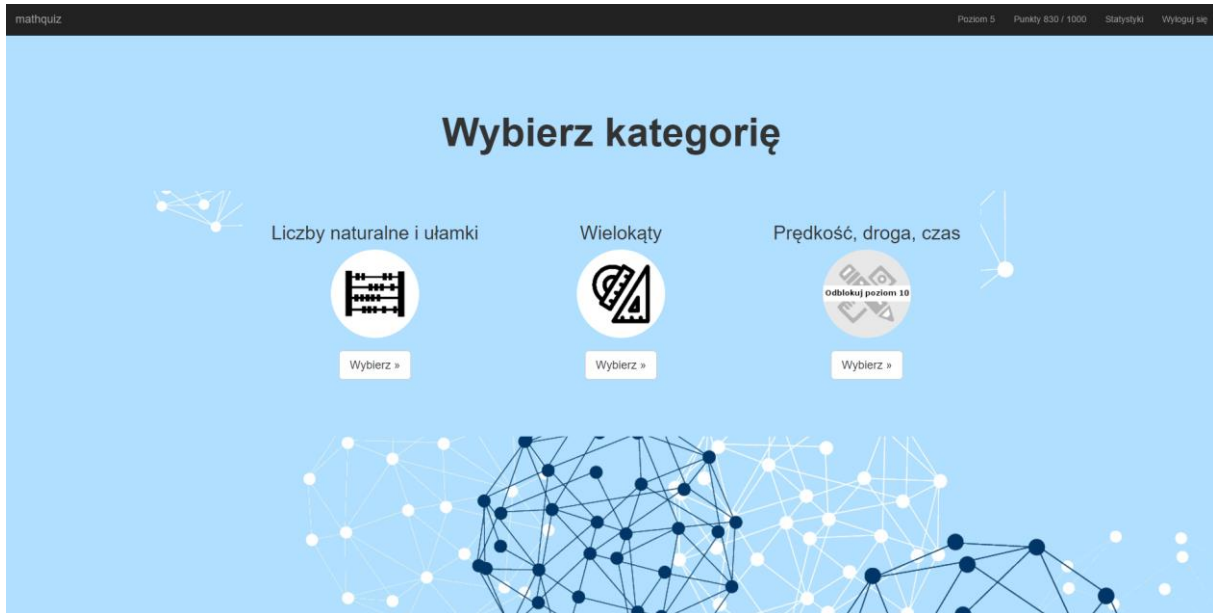 mathquiz
Poziom 5 Punkty 830 / 1000 Statystyki Wyloguj się
Wybierz kategorię
Liczby naturalne i ułamki
Wielokąty
Prędkość, droga, czas
Odblokuj poziom 10
Wybierz »
Wybierz »
Wybierz »